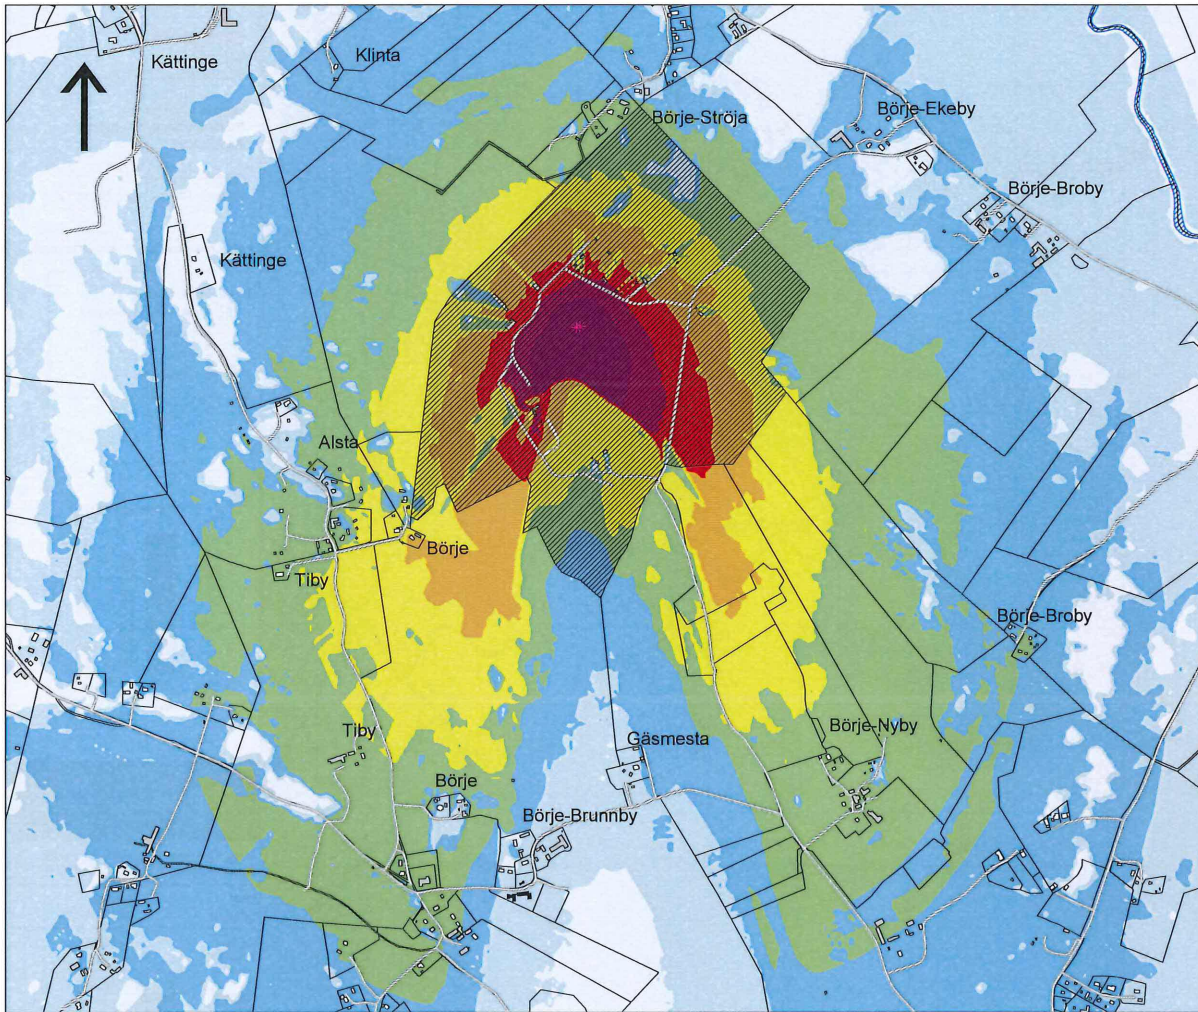 Kättinge
Klinta
Börje-Ströja
Börje-Ekeby
Börje-Broby
Kättinge
Alsta
Börje
Tiby
Börje-Broby
Tiby
Gäsmesta
Börje-Nyby
Börje
Börje-Brunnby